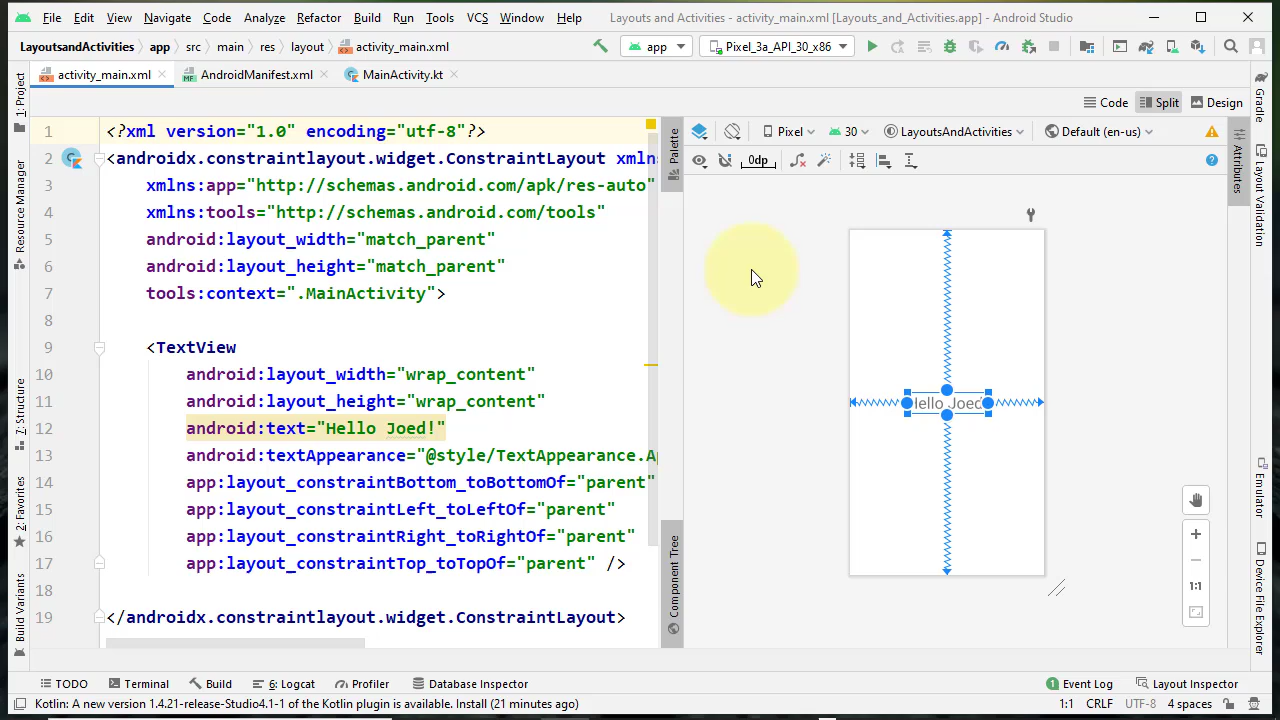 File Edit View Navigate Code Analyze Refactor Build Run Tools VCS Window Help Layouts and Activities - activity_main.xml [Layouts_and_Activities.app] - Android Studio
LayoutsandActivities app src main res layout activity_main.xml app Pixel_3a_API_30_x86
activity_main.xml AndroidManifest.xml MainActivity.kt
Code Split Design
Pixel 30 LayoutsAndActivities Default (en-us)
0dp
1 <?xml version="1.0" encoding="utf-8"?>
2 <androidx.constraintlayout.widget.ConstraintLayout xmln
3 xmlns:app="http://schemas.android.com/apk/res-auto"
4 xmlns:tools="http://schemas.android.com/tools"
5 android:layout_width="match_parent"
6 android:layout_height="match_parent"
7 tools:context=".MainActivity">
8
9 <TextView
10 android:layout_width="wrap_content"
11 android:layout_height="wrap_content"
12 android:text="Hello Joed!"
13 android:textAppearance="@style/TextAppearance.Ap
14 app:layout_constraintBottom_toBottomOf="parent"
15 app:layout_constraintLeft_toLeftOf="parent"
16 app:layout_constraintRight_toRightOf="parent"
17 app:layout_constraintTop_toTopOf="parent" />
18
19 </androidx.constraintlayout.widget.ConstraintLayout>
1: Project
Resource Manager
7: Structure
2: Favorites
Build Variants
Palette
Component Tree
Hello Joed
1:1
Attributes
Gradle
Layout Validation
Emulator
Device File Explorer
TODO Terminal Build 6: Logcat Profiler Database Inspector 1 Event Log Layout Inspector
Kotlin: A new version 1.4.21-release-Studio4.1-1 of the Kotlin plugin is available. Install (21 minutes ago) 1:1 CRLF UTF-8 4 spaces